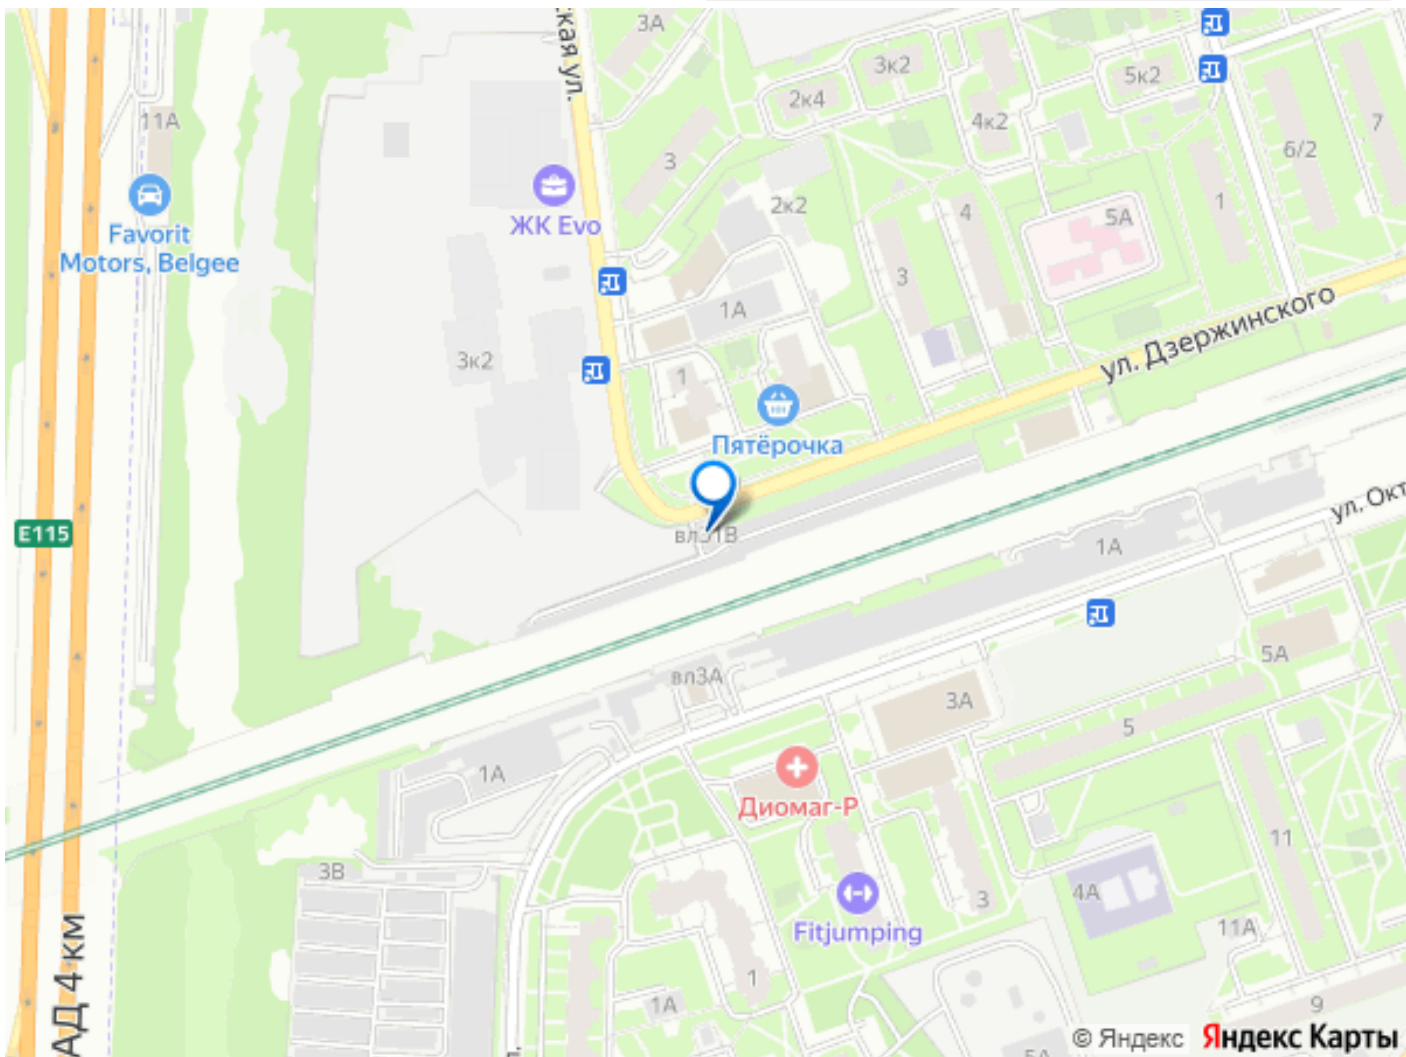 ская ул.
3А
3к2
5к2
2к4
4к2
7
6/2
11А
3
ЖК Evo
2к2
4
5А
1
Favorit
Motors, Belgee
3
1А
ул. Дзержинского
3к2
1
Пятёрочка
E115
вл51В
ул. Окт
1А
вл3А
5А
3А
5
1А
Диомаг-Р
11
3В
4А
3
Fitjumping
11А
АД 4 км
1
1А
9
5А
© Яндекс
Яндекс Карты